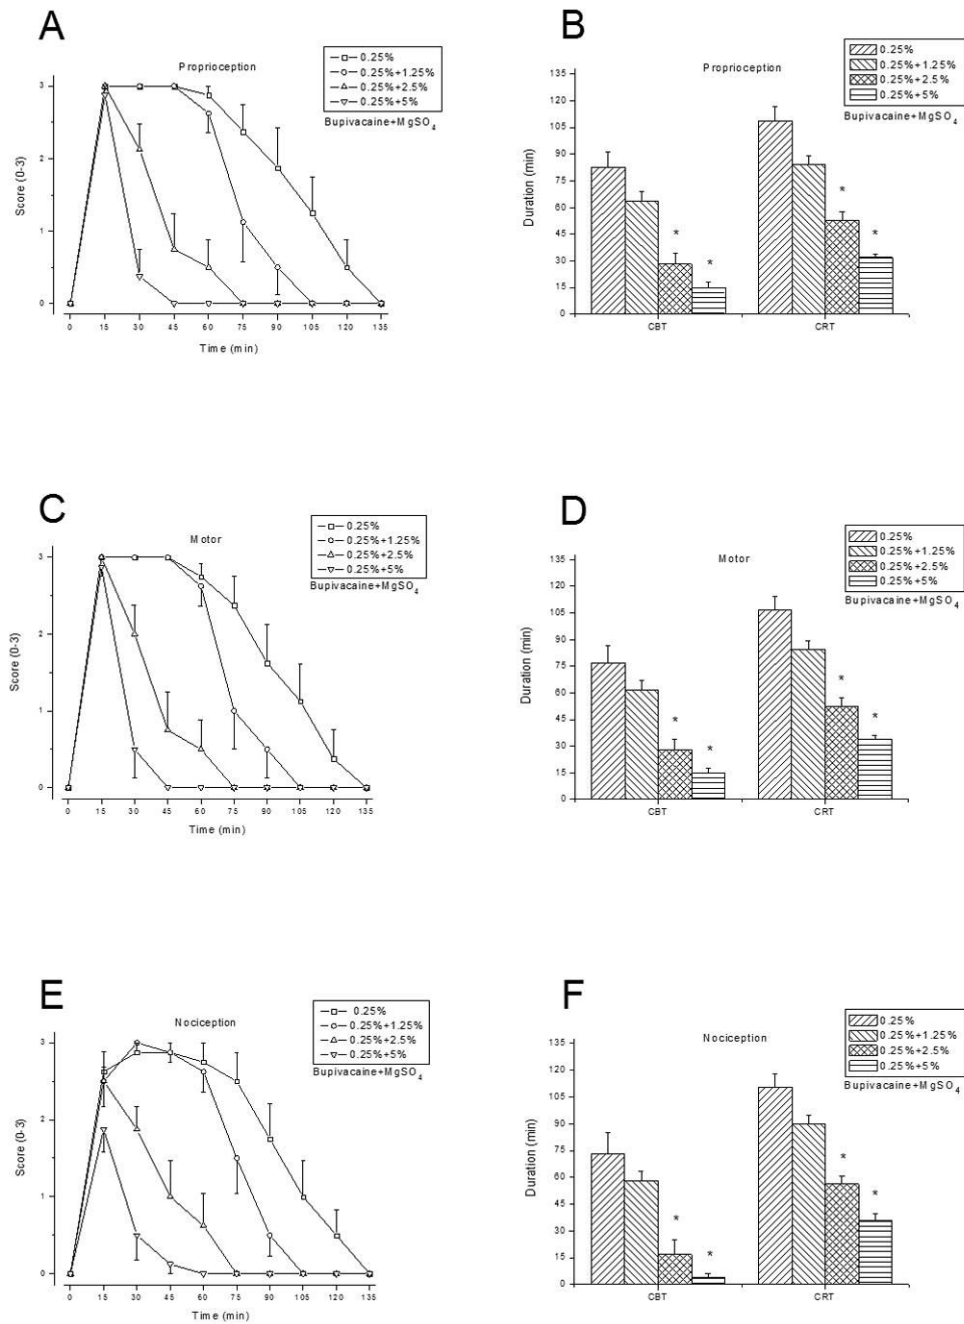 A
Proprioception
0.25%
0.25%+1.25%
0.25%+2.5%
0.25%+5%
Bupivacaine+MgSO4
Score (0-3)
3
2
1
0
0 15 30 45 60 75 90 105 120 135
Time (min)
B
Proprioception
0.25%
0.25%+1.25%
0.25%+2.5%
0.25%+5%
Bupivacaine+MgSO4
Duration (min)
135
120
105
90
75
60
45
30
15
0
* * * *
CBT CRT
C
Motor
0.25%
0.25%+1.25%
0.25%+2.5%
0.25%+5%
Bupivacaine+MgSO4
Score (0-3)
3
2
1
0
0 15 30 45 60 75 90 105 120 135
Time (min)
D
Motor
0.25%
0.25%+1.25%
0.25%+2.5%
0.25%+5%
Bupivacaine+MgSO4
Duration (min)
135
120
105
90
75
60
45
30
15
0
* * * *
CBT CRT
E
Nociception
0.25%
0.25%+1.25%
0.25%+2.5%
0.25%+5%
Bupivacaine+MgSO4
Score (0-3)
3
2
1
0
0 15 30 45 60 75 90 105 120 135
Time (min)
F
Nociception
0.25%
0.25%+1.25%
0.25%+2.5%
0.25%+5%
Bupivacaine+MgSO4
Duration (min)
135
120
105
90
75
60
45
30
15
0
* * * *
CBT CRT